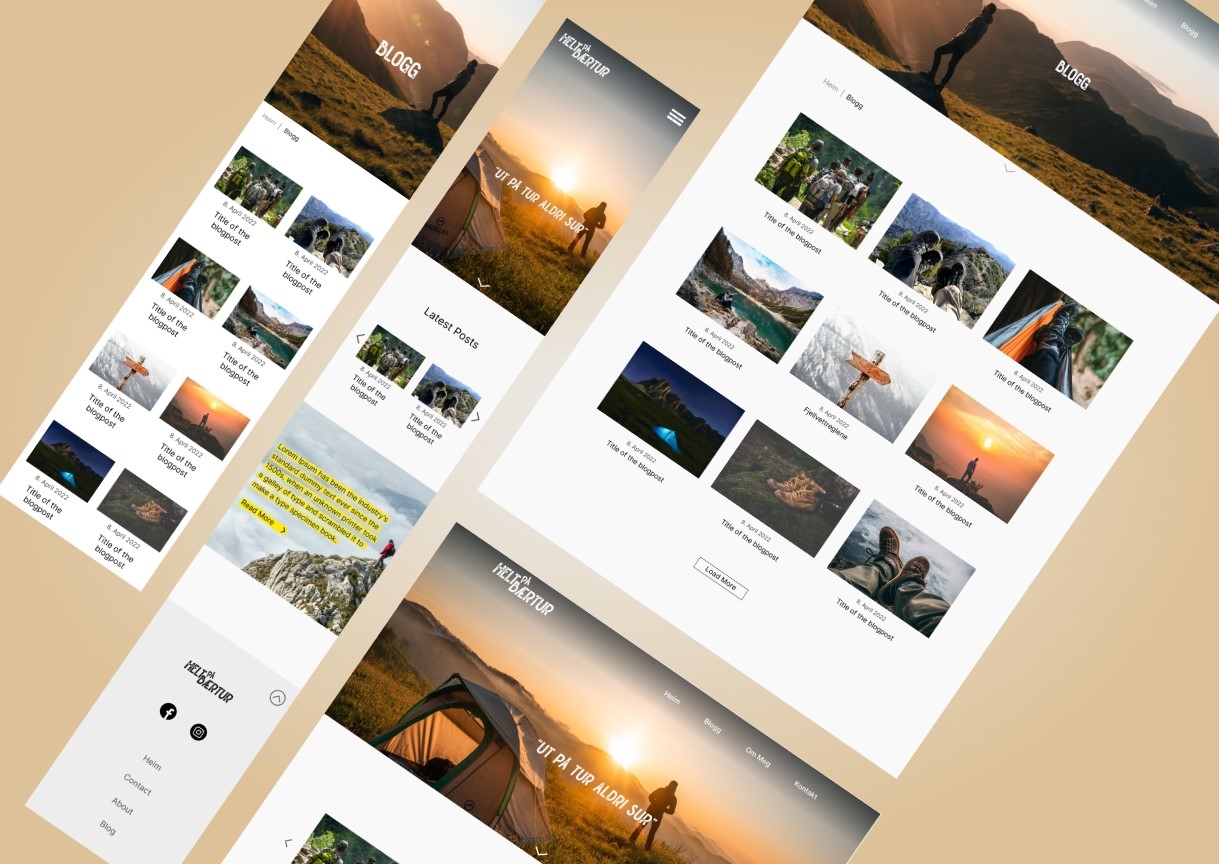 BLOGG
Heim | Blogg
8. April 2022
Title of the
blogpost
8. April 2022
Title of the
blogpost
8. April 2022
Title of the
blogpost
8. April 2022
Title of the
blogpost
8. April 2022
Title of the
blogpost
8. April 2022
Title of the
blogpost
8. April 2022
Title of the
blogpost
8. April 2022
Title of the
blogpost
HELT PÅ
BÆRTUR
"UT PÅ TUR ALDRI SUR"
Latest Posts
8. April 2022
Title of the
blogpost
8. April 2022
Title of the
blogpost
Lorem Ipsum has been the industry's
standard dummy text ever since the
1500s, when an unknown printer took
a galley of type and scrambled it to
make a type specimen book.
Read More
HELT PÅ
BÆRTUR
Heim
Contact
About
Blog
Heim
Blogg
BLOGG
Heim | Blogg
8. April 2022
Title of the blogpost
8. April 2022
Title of the blogpost
8. April 2022
Title of the blogpost
8. April 2022
Title of the blogpost
8. April 2022
Fjellvettreglene
8. April 2022
Title of the blogpost
8. April 2022
Title of the blogpost
8. April 2022
Title of the blogpost
8. April 2022
Title of the blogpost
Load More
HELT PÅ
BÆRTUR
Heim
Blogg
Om Meg
Kontakt
"UT PÅ TUR ALDRI SUR"